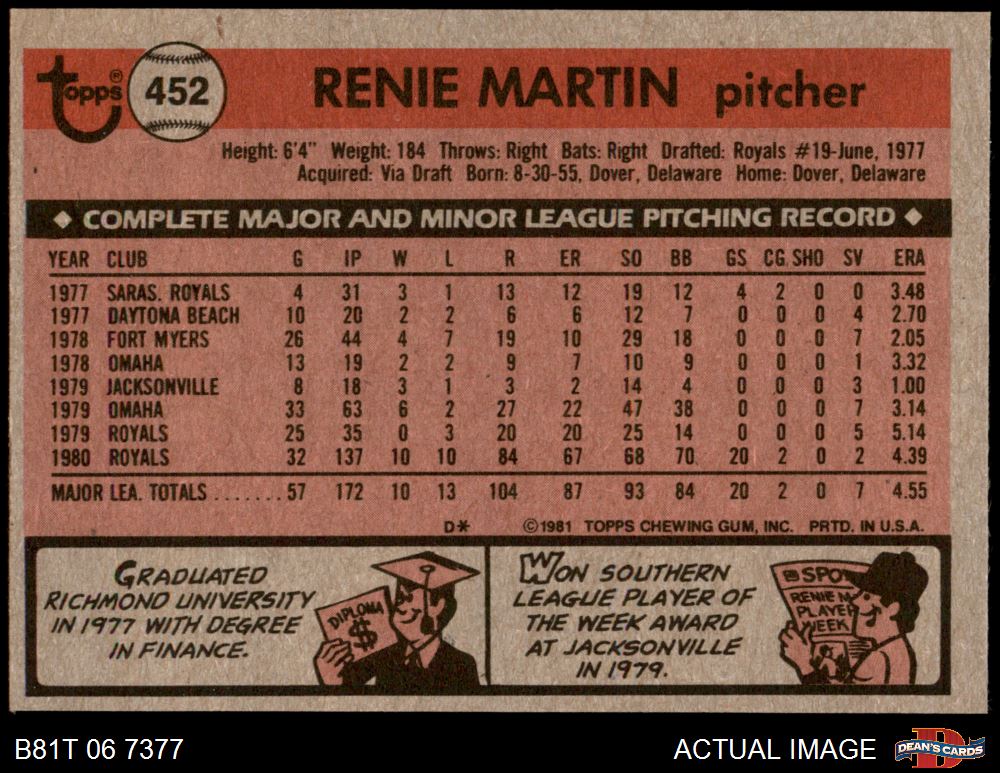 Topps® 452 RENIE MARTIN pitcher
Height: 6'4" Weight: 184 Throws: Right Bats: Right Drafted: Royals #19-June, 1977
Acquired: Via Draft Born: 8-30-55, Dover, Delaware Home: Dover, Delaware
◆ COMPLETE MAJOR AND MINOR LEAGUE PITCHING RECORD ◆
YEAR CLUB G IP W L R ER SO BB GS CG SHO SV ERA
1977 SARAS. ROYALS 4 31 3 1 13 12 19 12 4 2 0 0 3.48
1977 DAYTONA BEACH 10 20 2 2 6 6 12 7 0 0 0 4 2.70
1978 FORT MYERS 26 44 4 7 19 10 29 18 0 0 0 7 2.05
1978 OMAHA 13 19 2 2 9 7 10 9 0 0 0 1 3.32
1979 JACKSONVILLE 8 18 3 1 3 2 14 4 0 0 0 3 1.00
1979 OMAHA 33 63 6 2 27 22 47 38 0 0 0 7 3.14
1979 ROYALS 25 35 0 3 20 20 25 14 0 0 0 5 5.14
1980 ROYALS 32 137 10 10 84 67 68 70 20 2 0 2 4.39
MAJOR LEA. TOTALS ....... 57 172 10 13 104 87 93 84 20 2 0 7 4.55
D* ©1981 TOPPS CHEWING GUM, INC. PRTD. IN U.S.A.
GRADUATED
RICHMOND UNIVERSITY
IN 1977 WITH DEGREE
IN FINANCE.
DIPLOMA
$
WON SOUTHERN
LEAGUE PLAYER OF
THE WEEK AWARD
AT JACKSONVILLE
IN 1979.
SPO
RENIE M
PLAYER
WEEK
B81T 06 7377 ACTUAL IMAGE
D
DEAN'S CARDS